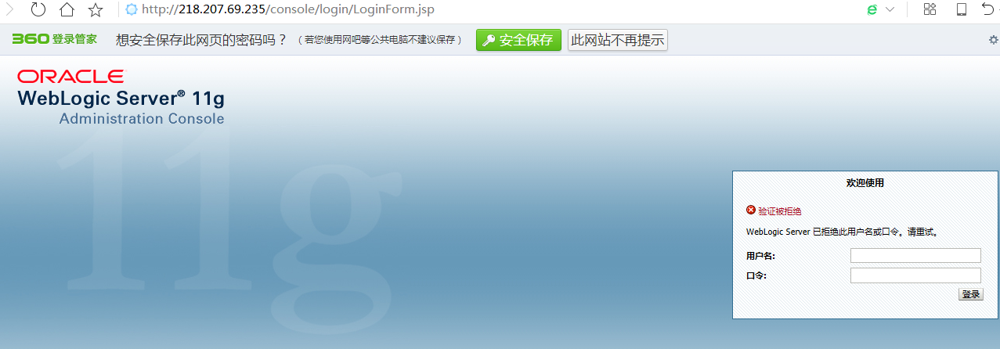 http://218.207.69.235/console/login/LoginForm.jsp
360 登录管家 想安全保存此网页的密码吗？ （若您使用网吧等公共电脑不建议保存） 安全保存 此网站不再提示
ORACLE
WebLogic Server® 11g
Administration Console
11g
欢迎使用
验证被拒绝
WebLogic Server 已拒绝此用户名或口令。请重试。
用户名:
口令:
登录